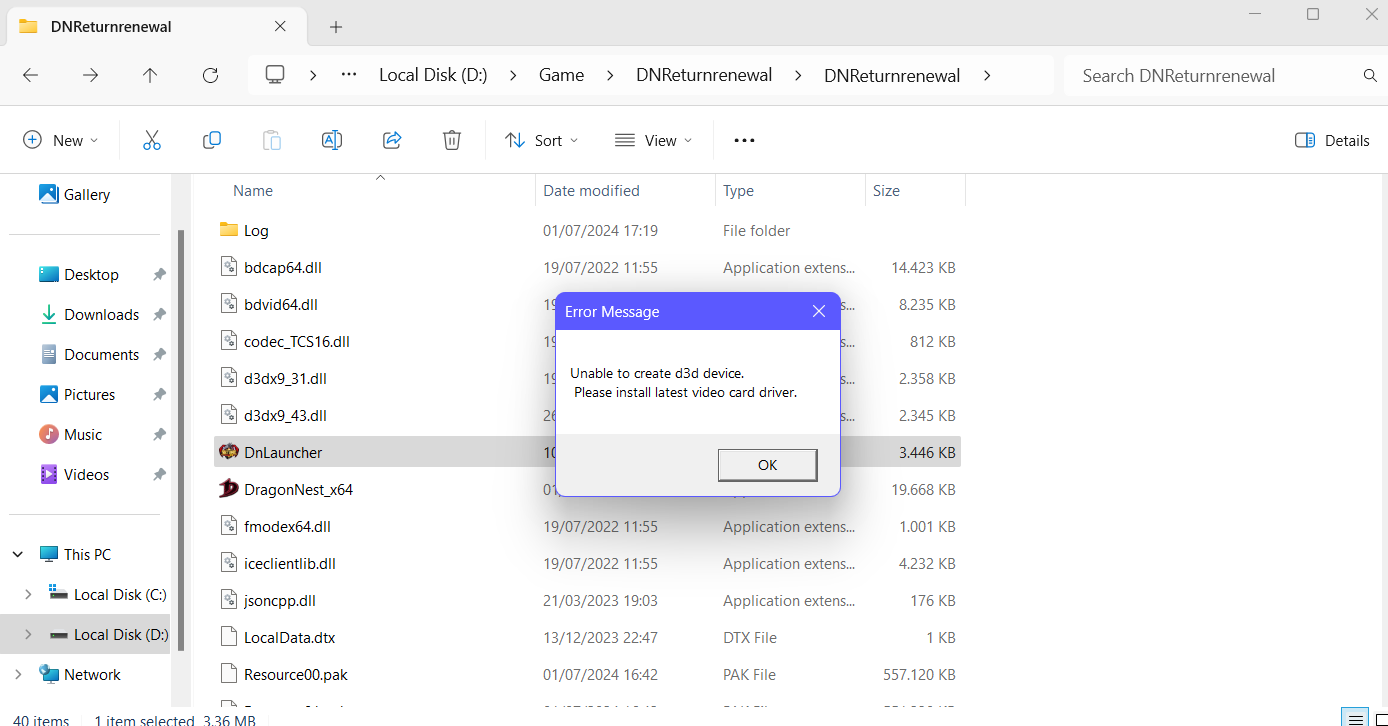 DNReturnrenewal
Local Disk (D:) Game DNReturnrenewal DNReturnrenewal Search DNReturnrenewal
New Sort View Details
Name Date modified Type Size
Gallery
Desktop
Downloads
Documents
Pictures
Music
Videos
This PC
Local Disk (C:)
Local Disk (D:)
Network
Log 01/07/2024 17:19 File folder
bdcap64.dll 19/07/2022 11:55 Application extens... 14.423 KB
bdvid64.dll 8.235 KB
codec_TCS16.dll 812 KB
d3dx9_31.dll 2.358 KB
d3dx9_43.dll 2.345 KB
DnLauncher 3.446 KB
DragonNest_x64 19.668 KB
fmodex64.dll 19/07/2022 11:55 Application extens... 1.001 KB
iceclientlib.dll 19/07/2022 11:55 Application extens... 4.232 KB
jsoncpp.dll 21/03/2023 19:03 Application extens... 176 KB
LocalData.dtx 13/12/2023 22:47 DTX File 1 KB
Resource00.pak 01/07/2024 16:42 PAK File 557.120 KB
Error Message
Unable to create d3d device.
Please install latest video card driver.
OK
40 items 1 item selected 3,36 MB